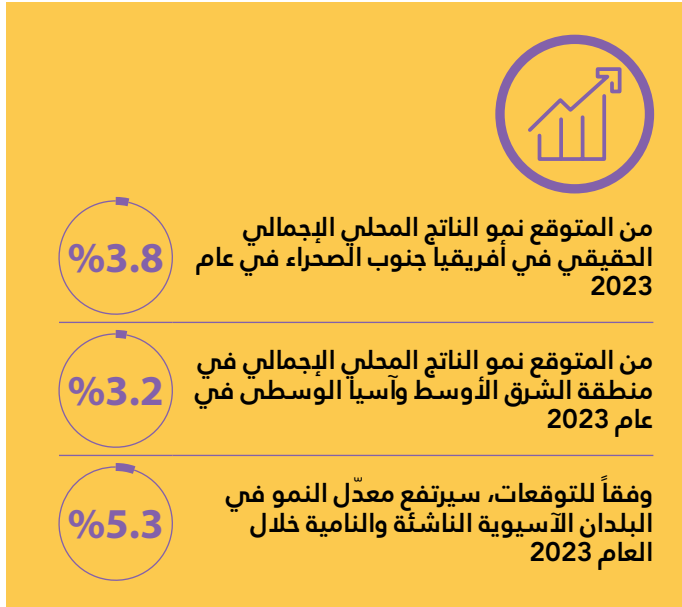 من المتوقع نمو الناتج المحلي الإجمالي
الحقيقي في أفريقيا جنوب الصحراء في عام
2023
%3.8
من المتوقع نمو الناتج المحلي الإجمالي في
منطقة الشرق الأوسط وآسيا الوسطى في
عام 2023
%3.2
وفقاً للتوقعات، سيرتفع معدّل النمو في
البلدان الآسيوية الناشئة والنامية خلال
العام 2023
%5.3